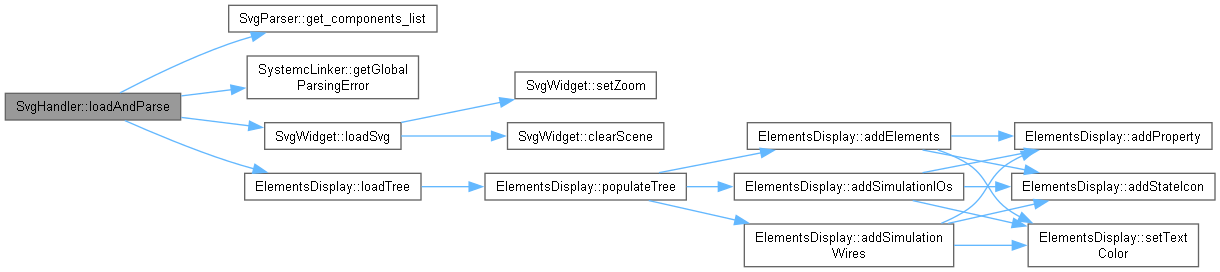 SvgParser::get_components_list
SystemcLinker::getGlobal
ParsingError
SvgHandler::loadAndParse
SvgWidget::loadSvg
SvgWidget::setZoom
SvgWidget::clearScene
ElementsDisplay::loadTree
ElementsDisplay::populateTree
ElementsDisplay::addElements
ElementsDisplay::addSimulationIOs
ElementsDisplay::addSimulation
Wires
ElementsDisplay::addProperty
ElementsDisplay::addStateIcon
ElementsDisplay::setText
Color